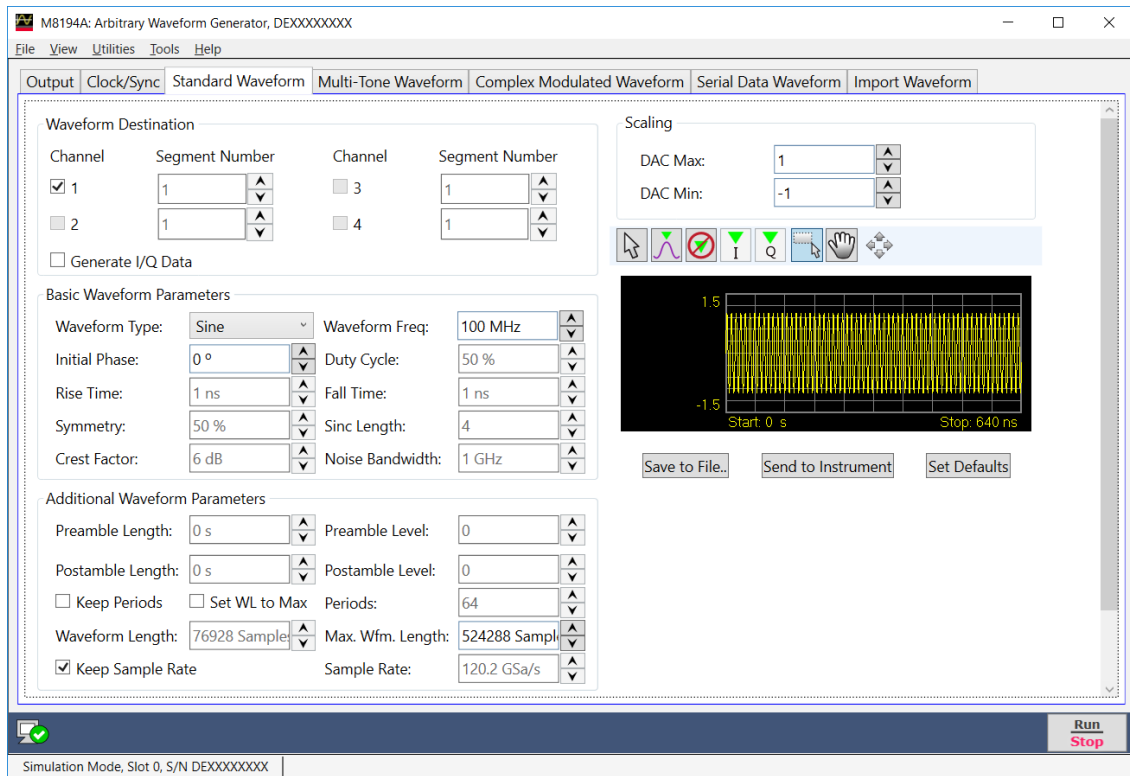 M8194A: Arbitrary Waveform Generator, DEXXXXXXXX
File View Utilities Tools Help
Output Clock/Sync Standard Waveform Multi-Tone Waveform Complex Modulated Waveform Serial Data Waveform Import Waveform
Waveform Destination
Channel Segment Number Channel Segment Number
1 1 3 1
2 1 4 1
Generate I/Q Data
Basic Waveform Parameters
Waveform Type: Sine Waveform Freq: 100 MHz
Initial Phase: 0 º Duty Cycle: 50 %
Rise Time: 1 ns Fall Time: 1 ns
Symmetry: 50 % Sinc Length: 4
Crest Factor: 6 dB Noise Bandwidth: 1 GHz
Additional Waveform Parameters
Preamble Length: 0 s Preamble Level: 0
Postamble Length: 0 s Postamble Level: 0
Keep Periods Set WL to Max Periods: 64
Waveform Length: 76928 Samples Max. Wfm. Length: 524288 Sampl
Keep Sample Rate Sample Rate: 120.2 GSa/s
Scaling
DAC Max: 1
DAC Min: -1
I Q
1.5
-1.5
Start: 0 s Stop: 640 ns
Save to File.. Send to Instrument Set Defaults
Run
Stop
Simulation Mode, Slot 0, S/N DEXXXXXXXX